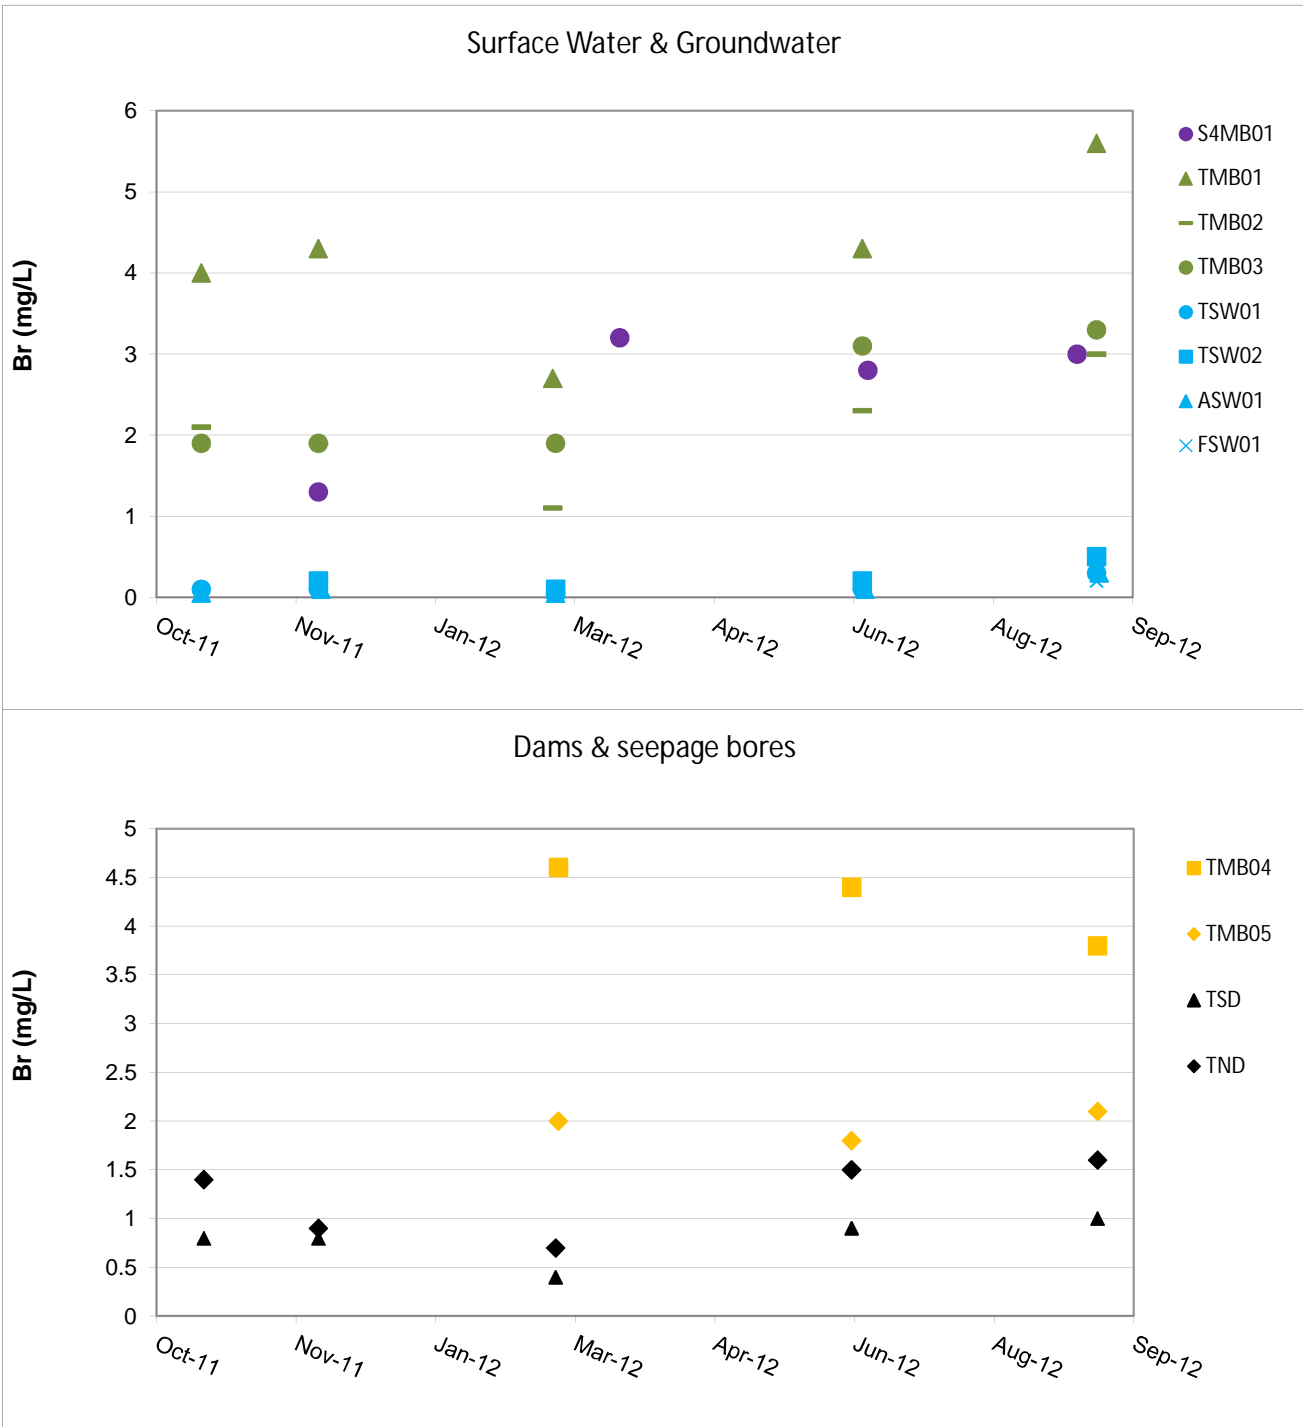 Surface Water & Groundwater
6
5
4
3
2
1
0
Br (mg/L)
Oct-11
Nov-11
Jan-12
Mar-12
Apr-12
Jun-12
Aug-12
Sep-12
S4MB01
TMB01
TMB02
TMB03
TSW01
TSW02
ASW01
FSW01
Dams & seepage bores
5
4.5
4
3.5
3
2.5
2
1.5
1
0.5
0
Br (mg/L)
Oct-11
Nov-11
Jan-12
Mar-12
Apr-12
Jun-12
Aug-12
Sep-12
TMB04
TMB05
TSD
TND